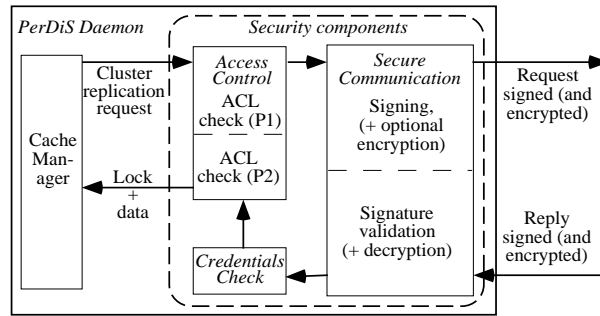 PerDiS Daemon
Security components
Cluster
replication
request
Cache
Man-
ager
Lock
+
data
Access
Control
ACL
check (P1)
ACL
check (P2)
Credentials
Check
Secure
Communication
Signing,
(+ optional
encryption)
Signature
validation
(+ decryption)
Request
signed (and
encrypted)
Reply
signed (and
encrypted)